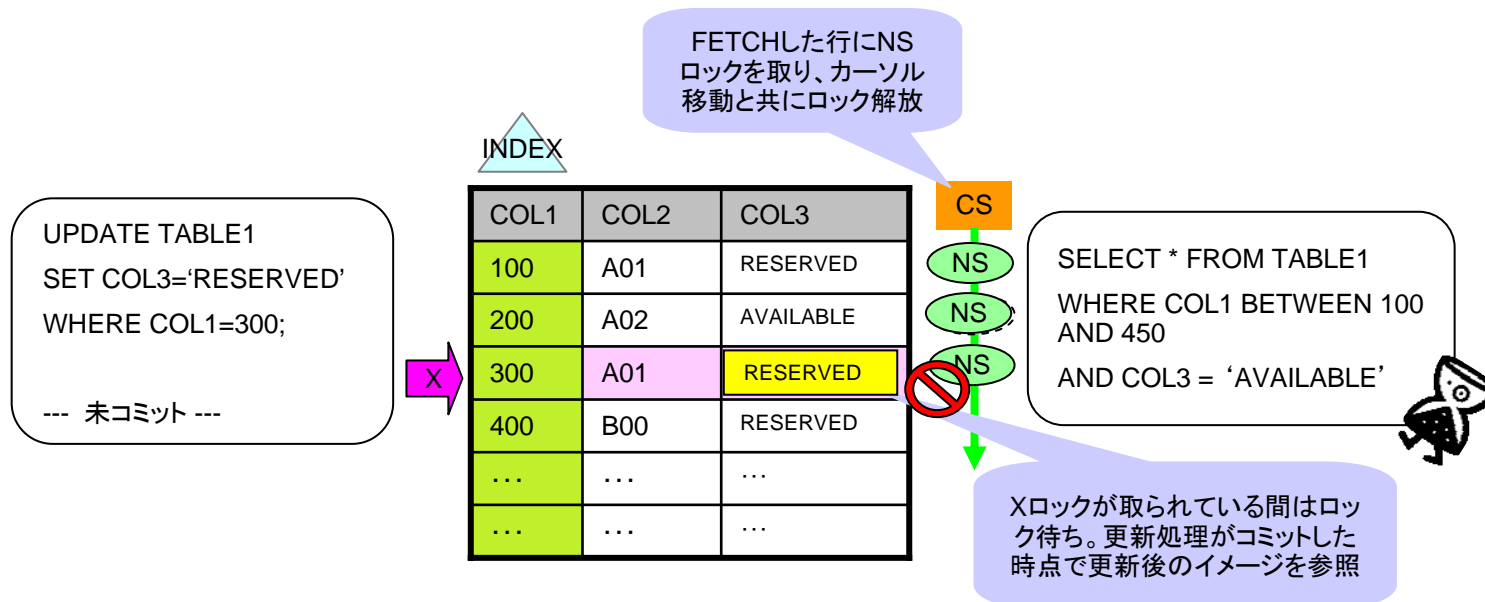 FETCHした行にNS
ロックを取り、カーソル
移動と共にロック解放
INDEX
UPDATE TABLE1
SET COL3=‘RESERVED’
WHERE COL1=300;
--- 未コミット ---
X
COL1 COL2 COL3
100 A01 RESERVED
200 A02 AVAILABLE
300 A01 RESERVED
400 B00 RESERVED
... ... ...
... ... ...
CS
NS
NS
NS
SELECT * FROM TABLE1
WHERE COL1 BETWEEN 100
AND 450
AND COL3 = ‘AVAILABLE’
Xロックが取られている間はロッ
ク待ち。更新処理がコミットした
時点で更新後のイメージを参照